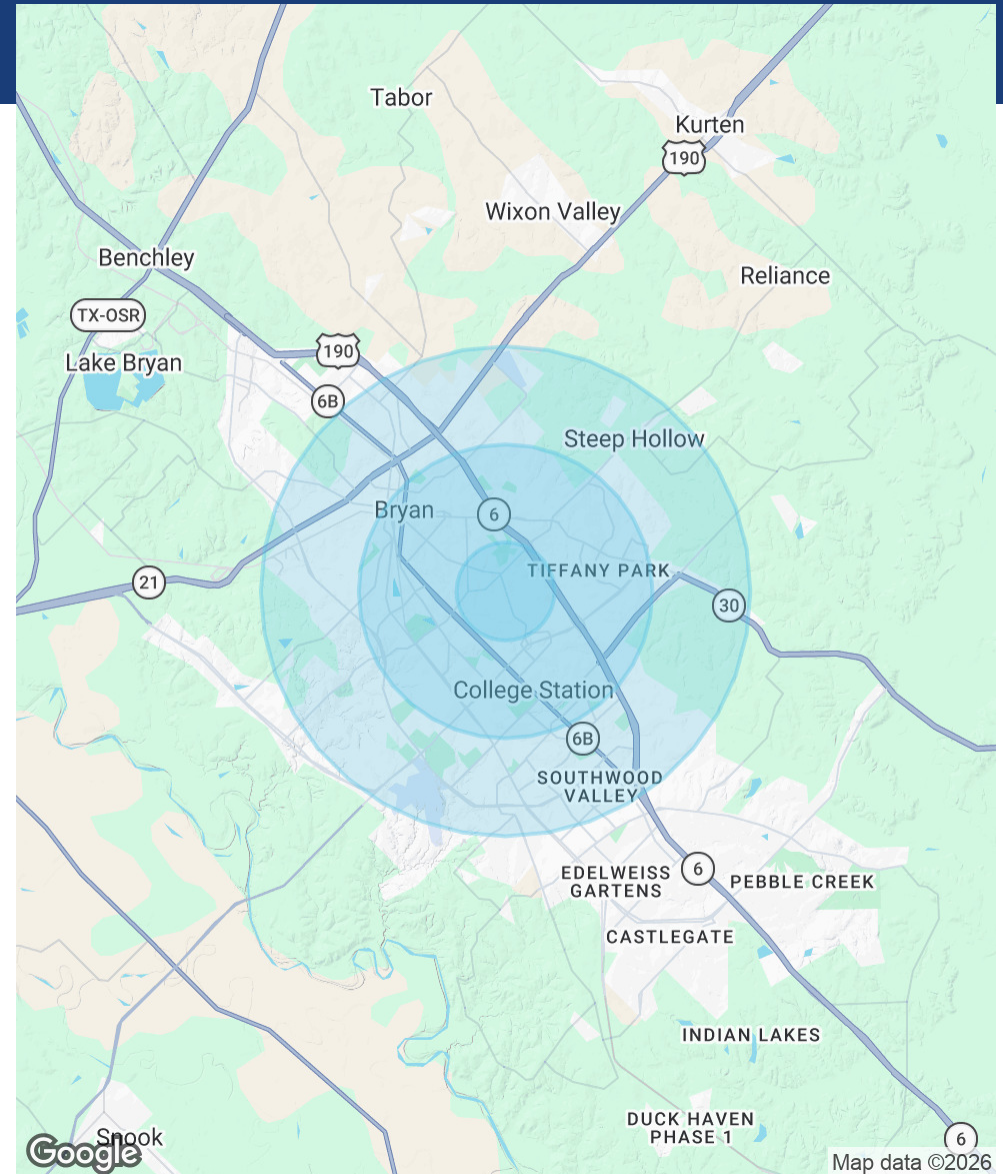 Tabor
Kurten
190
Wixon Valley
Benchley
Reliance
TX-OSR
190
Lake Bryan
6B
Steep Hollow
Bryan
6
TIFFANY PARK
21
30
College Station
6B
SOUTHWOOD
VALLEY
EDELWEISS
GARTENS
6
PEBBLE CREEK
CASTLEGATE
INDIAN LAKES
DUCK HAVEN
PHASE 1
Snook
6
Google
Map data ©2026